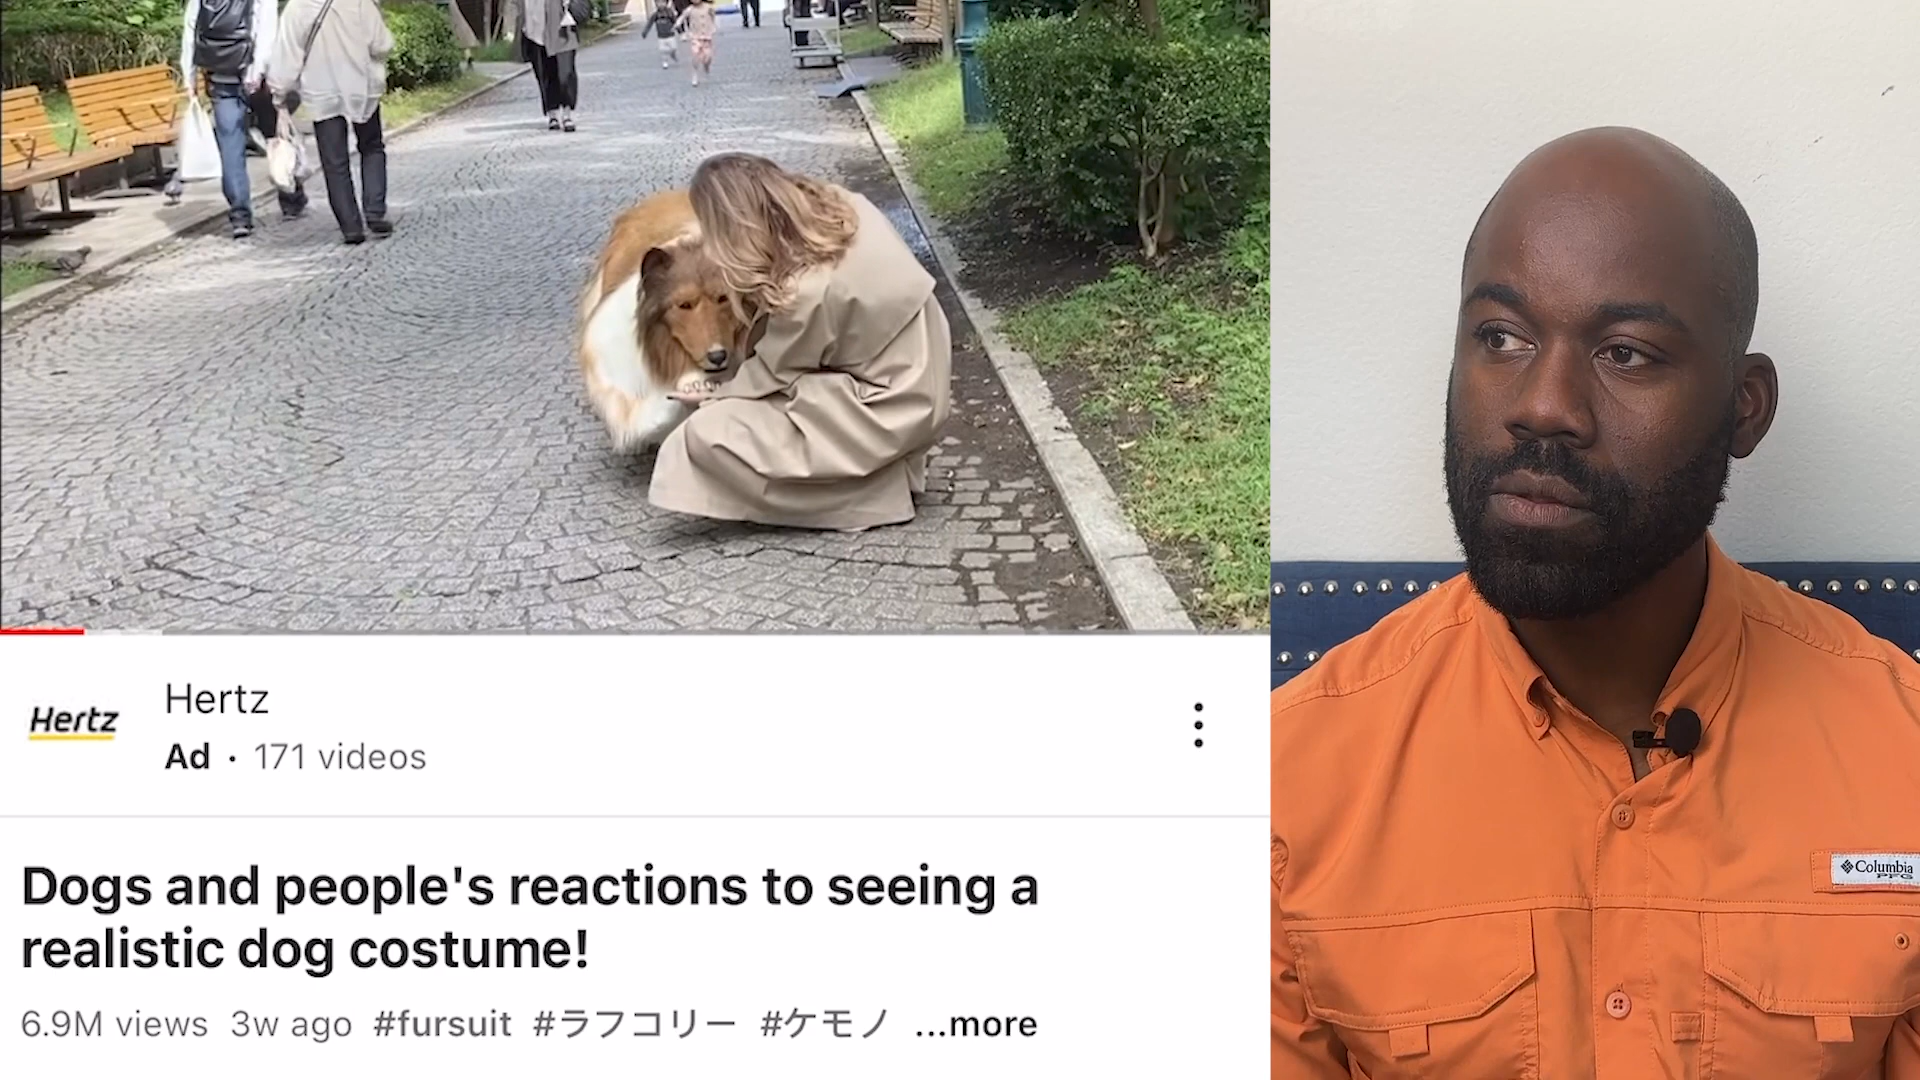 Hertz
Hertz
Ad · 171 videos
Dogs and people's reactions to seeing a
realistic dog costume!
6.9M views 3w ago #fursuit #ラフコリー #ケモノ ...more
Columbia
PFG